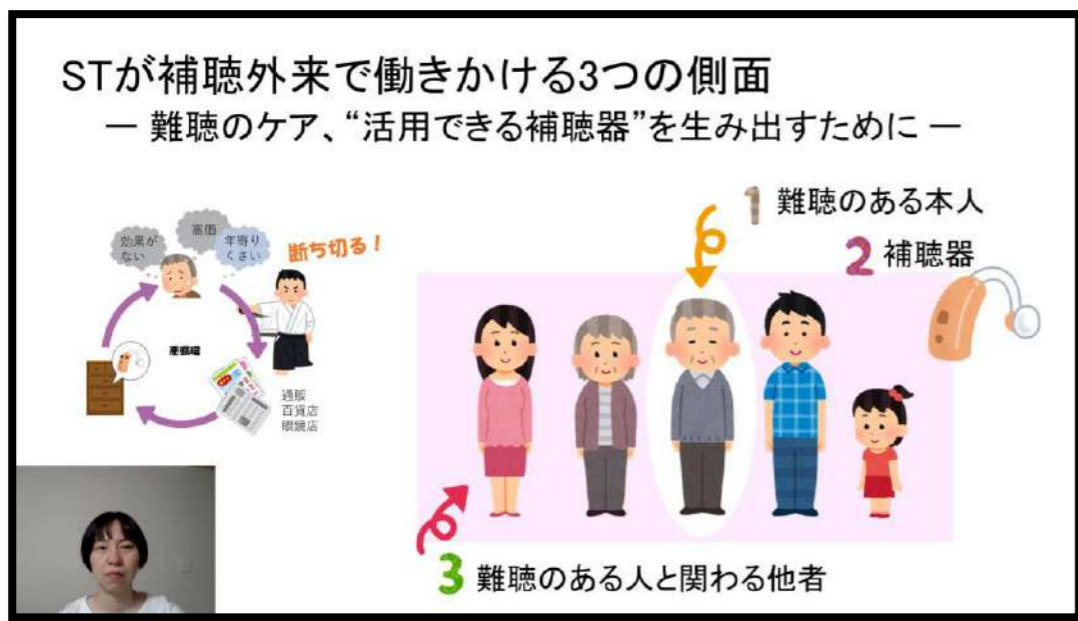 STが補聴外来で働きかける3つの側面
― 難聴のケア、“活用できる補聴器”を生み出すために ―
効果が
ない
高価
年寄り
くさい
断ち切る！
悪循環
通販
百貨店
眼鏡店
1 難聴のある本人
2 補聴器
3 難聴のある人と関わる他者